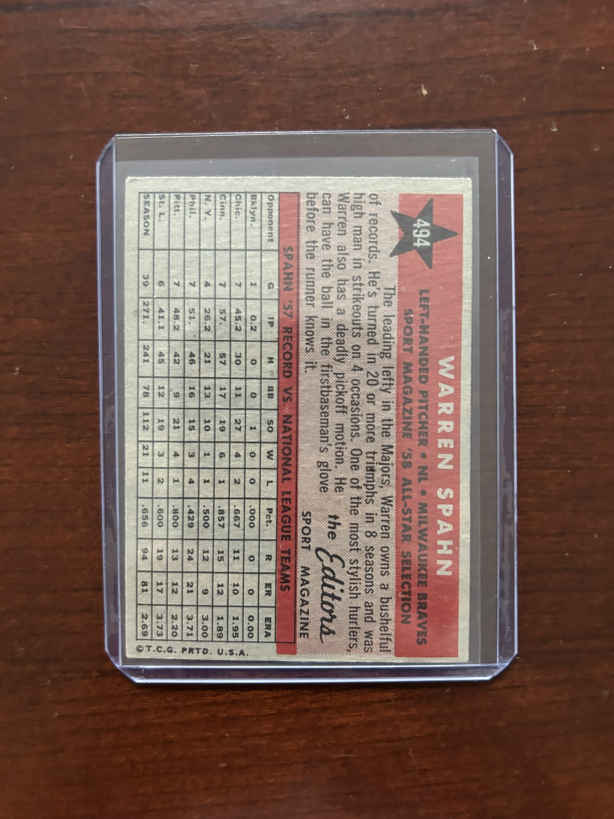 494
WARREN SPAHN
LEFT-HANDED PITCHER • NL • MILWAUKEE BRAVES
SPORT MAGAZINE '58 ALL-STAR SELECTION
The leading lefty in the Majors, Warren owns a bushelful
of records. He's turned in 20 or more triumphs in 8 seasons and was
high man in strikeouts on 4 occasions. One of the most stylish hurlers,
Warren also has a deadly pickoff motion. He
can have the ball in the firstbaseman's glove
before the runner knows it.
the Editors
SPORT MAGAZINE
SPAHN '57 RECORD VS. NATIONAL LEAGUE TEAMS
Opponent G IP H BB SO W L Pct. R ER ERA
Bklyn. 1 0.2 0 0 1 0 0 .000 0 0 0.00
Chic. 7 45.2 30 11 27 4 2 .667 11 10 1.95
Cinn. 7 57. 57 17 19 6 1 .857 15 12 1.89
N.Y. 4 26.2 21 13 10 1 1 .500 12 9 3.00
Phil. 7 51. 46 16 15 3 4 .429 24 21 3.71
Pitt. 7 48.2 42 9 21 4 1 .800 13 12 2.20
St. L. 6 41.1 45 12 19 3 2 .600 19 17 3.73
SEASON 39 271. 241 78 112 21 11 .656 94 81 2.69
©T.C.G. PRTD. U.S.A.